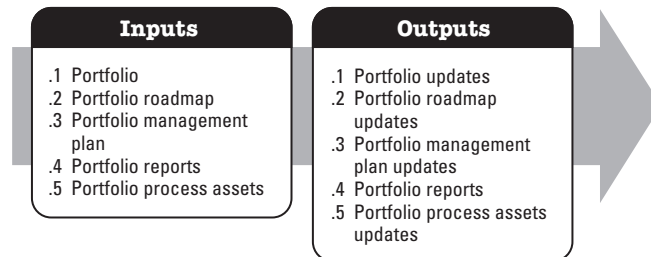 Inputs
.1 Portfolio
.2 Portfolio roadmap
.3 Portfolio management
plan
.4 Portfolio reports
.5 Portfolio process assets
Outputs
.1 Portfolio updates
.2 Portfolio roadmap
updates
.3 Portfolio management
plan updates
.4 Portfolio reports
.5 Portfolio process assets
updates